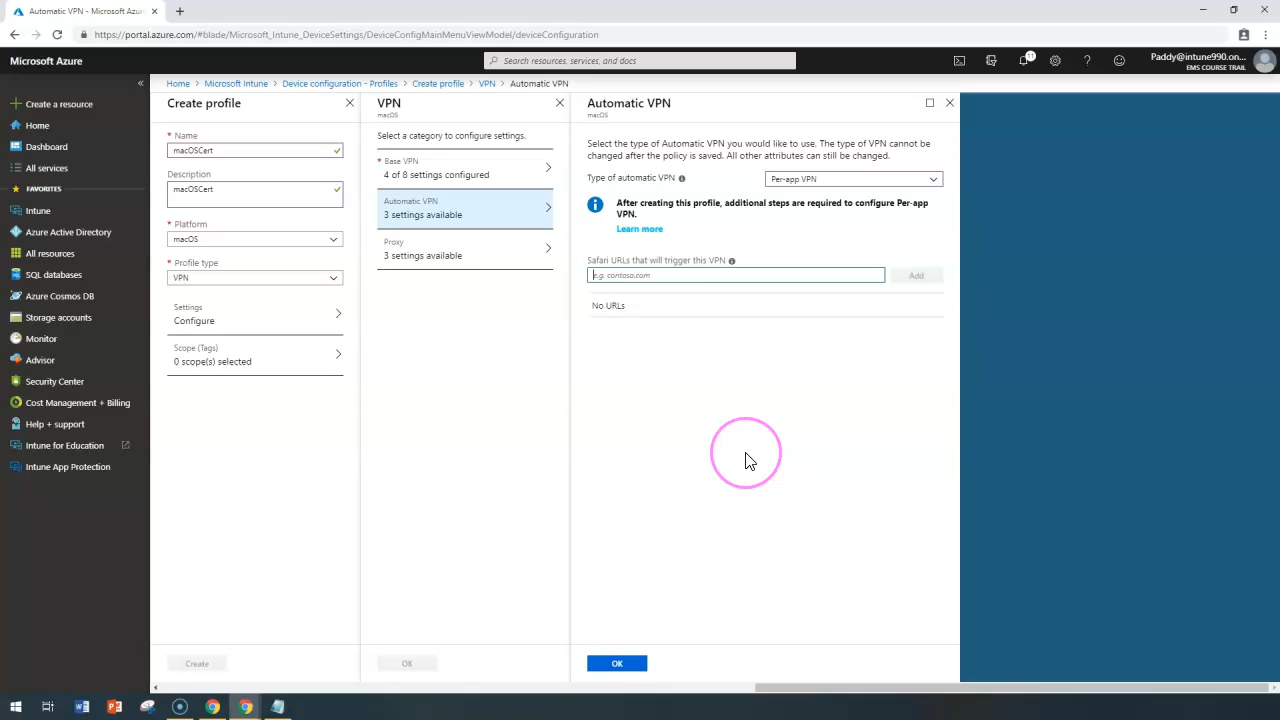 Automatic VPN - Microsoft Az
https://portal.azure.com/#blade/Microsoft_Intune_DeviceSettings/DeviceConfigMainMenuViewModel/deviceConfiguration
Microsoft Azure
Search resources, services, and docs
Paddy@intune990.on...
EMS COURSE TRAIL
Home > Microsoft Intune > Device configuration - Profiles > Create profile > VPN > Automatic VPN
Create a resource
Home
Dashboard
All services
FAVORITES
Intune
Azure Active Directory
All resources
SQL databases
Azure Cosmos DB
Storage accounts
Monitor
Advisor
Security Center
Cost Management + Billing
Help + support
Intune for Education
Intune App Protection
Create profile
* Name
macOSCert
Description
macOSCert
* Platform
macOS
* Profile type
VPN
Settings
Configure
Scope (Tags)
0 scope(s) selected
Create
VPN
macOS
Select a category to configure settings.
* Base VPN
4 of 8 settings configured
Automatic VPN
3 settings available
Proxy
3 settings available
OK
Automatic VPN
macOS
Select the type of Automatic VPN you would like to use. The type of VPN cannot be
changed after the policy is saved. All other attributes can still be changed.
Type of automatic VPN
Per-app VPN
After creating this profile, additional steps are required to configure Per-app
VPN.
Learn more
Safari URLs that will trigger this VPN
e.g. contoso.com
Add
No URLs
OK